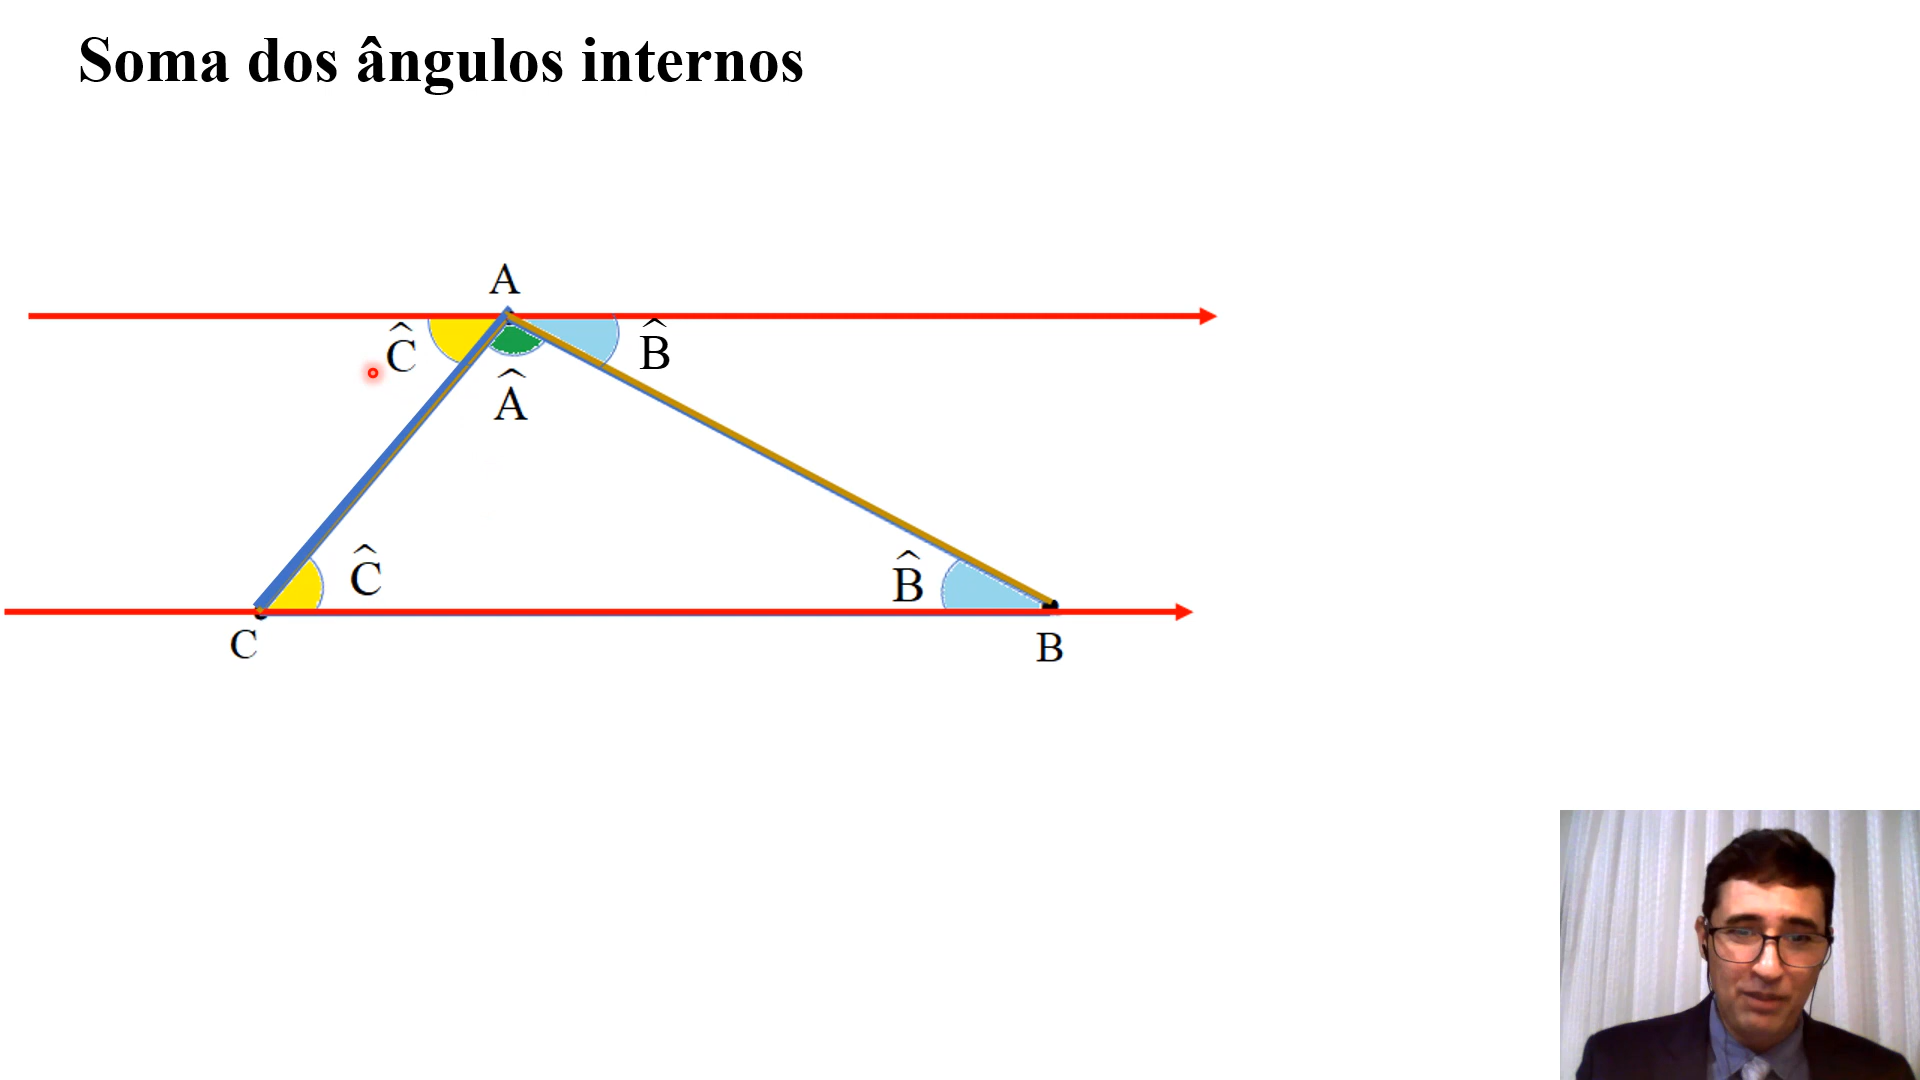 Soma dos ângulos internos
A
Ĉ
B̂
Â
Ĉ
B̂
C
B